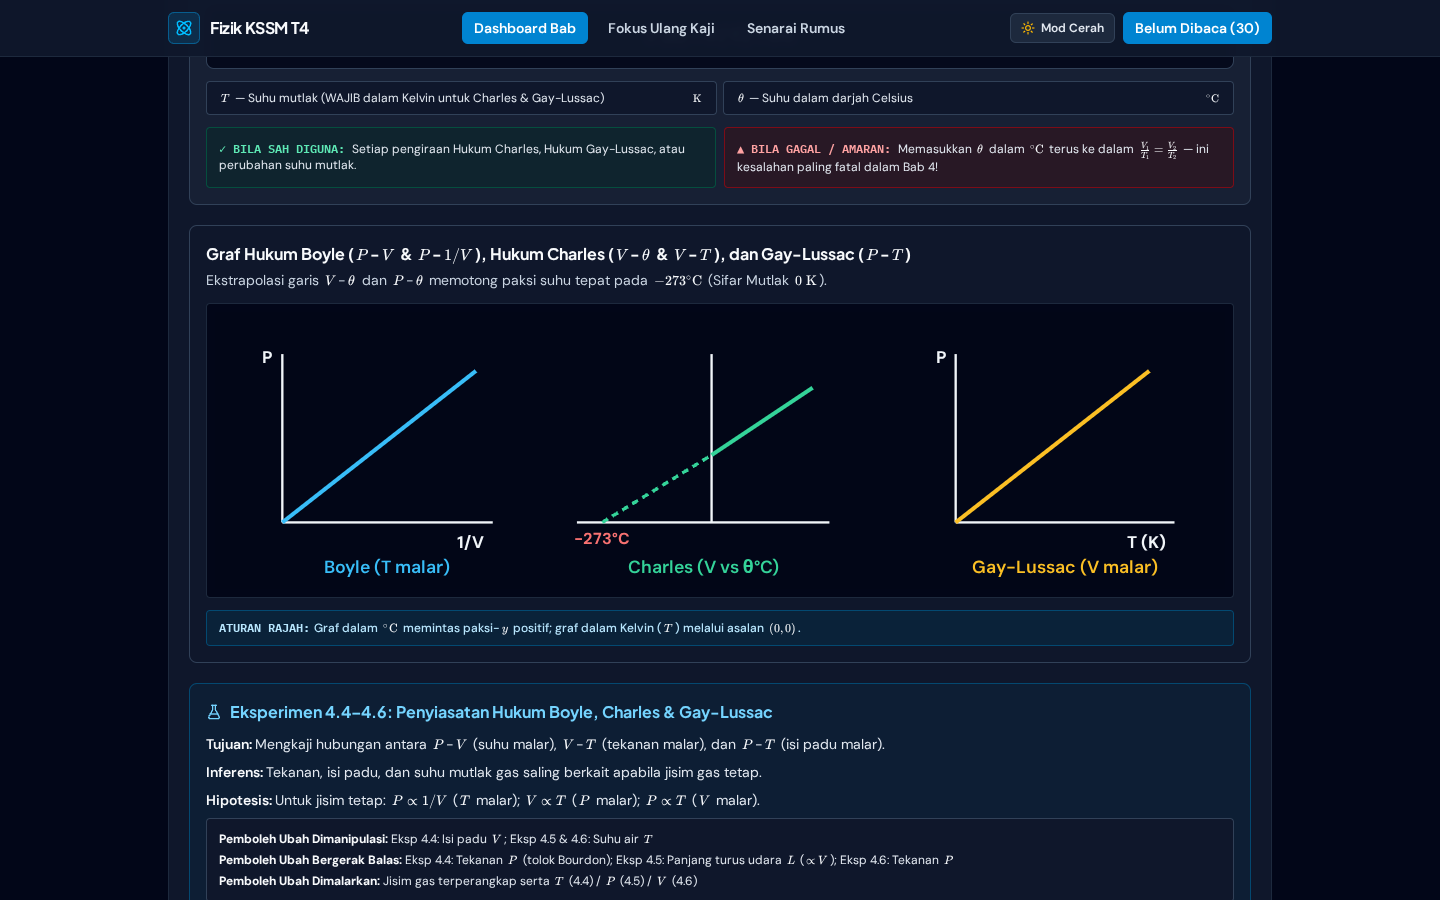 Fizik KSSM T4
Dashboard Bab
Fokus Ulang Kaji
Senarai Rumus
Mod Cerah
Belum Dibaca (30)
T — Suhu mutlak (WAJIB dalam Kelvin untuk Charles & Gay-Lussac) K
θ — Suhu dalam darjah Celsius °C
✓ BILA SAH DIGUNA: Setiap pengiraan Hukum Charles, Hukum Gay-Lussac, atau
perubahan suhu mutlak.
▲ BILA GAGAL / AMARAN: Memasukkan θ dalam °C terus ke dalam V₁/T₁ = V₂/T₂ — ini
kesalahan paling fatal dalam Bab 4!
Graf Hukum Boyle (P - V & P - 1/V), Hukum Charles (V - θ & V - T), dan Gay-Lussac (P - T)
Ekstrapolasi garis V - θ dan P - θ memotong paksi suhu tepat pada −273°C (Sifar Mutlak 0 K).
P
1/V
Boyle (T malar)
-273°C
Charles (V vs θ°C)
P
T (K)
Gay-Lussac (V malar)
ATURAN RAJAH: Graf dalam °C memintas paksi-y positif; graf dalam Kelvin (T) melalui asalan (0,0).
Eksperimen 4.4–4.6: Penyiasatan Hukum Boyle, Charles & Gay-Lussac
Tujuan: Mengkaji hubungan antara P - V (suhu malar), V - T (tekanan malar), dan P - T (isi padu malar).
Inferens: Tekanan, isi padu, dan suhu mutlak gas saling berkait apabila jisim gas tetap.
Hipotesis: Untuk jisim tetap: P ∝ 1/V (T malar); V ∝ T (P malar); P ∝ T (V malar).
Pemboleh Ubah Dimanipulasi: Eksp 4.4: Isi padu V; Eksp 4.5 & 4.6: Suhu air T
Pemboleh Ubah Bergerak Balas: Eksp 4.4: Tekanan P (tolok Bourdon); Eksp 4.5: Panjang turus udara L (∝ V); Eksp 4.6: Tekanan P
Pemboleh Ubah Dimalarkan: Jisim gas terperangkap serta T (4.4) / P (4.5) / V (4.6)